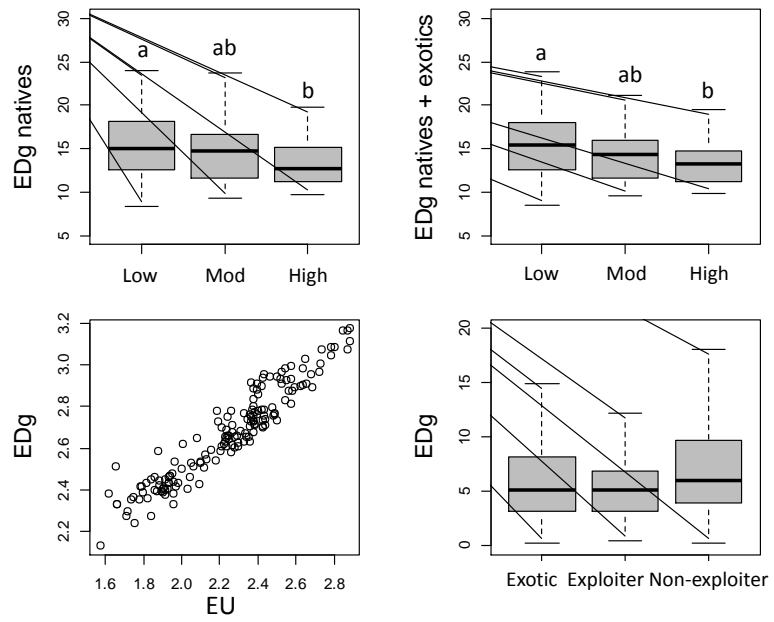 EDg natives
30
25
20
15
10
5
a
ab
b
Low Mod High
EDg natives + exotics
30
25
20
15
10
5
a
ab
b
Low Mod High
EDg
3.2
3.0
2.8
2.6
2.4
2.2
1.6 1.8 2.0 2.2 2.4 2.6 2.8
EU
EDg
20
15
10
5
0
Exotic Exploiter Non-exploiter